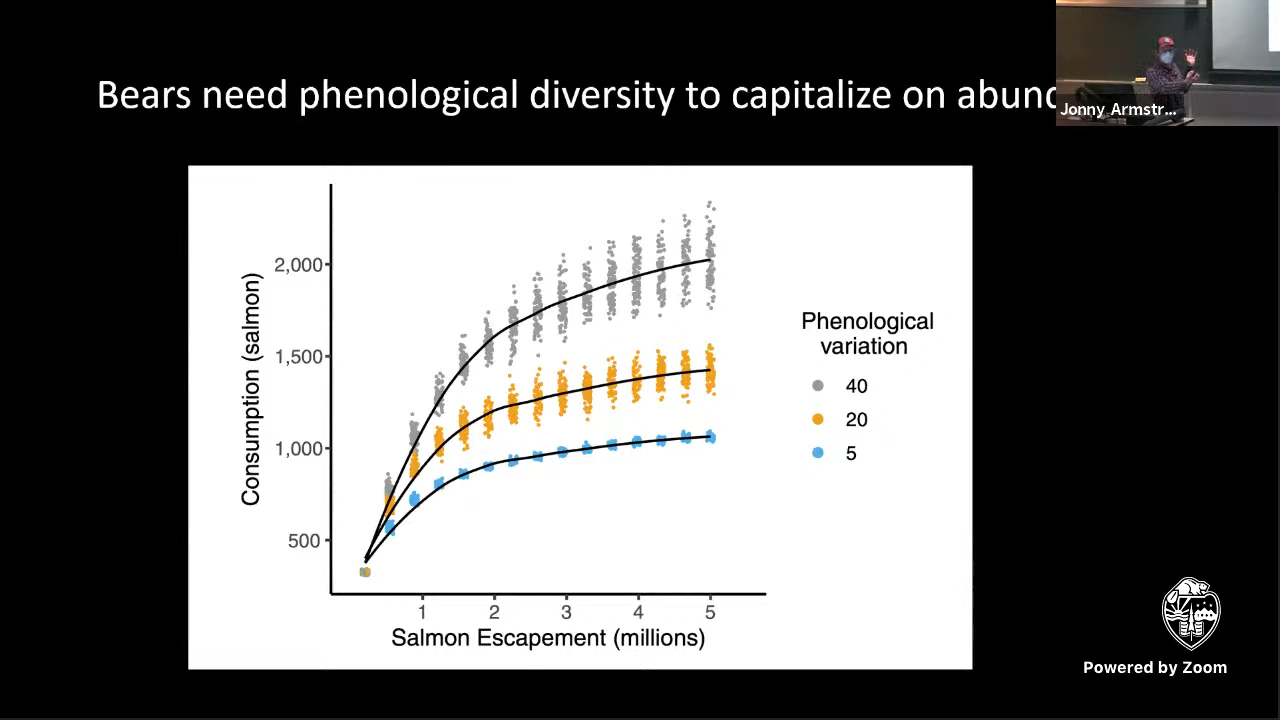 Bears need phenological diversity to capitalize on abund
Jonny Armstr...
Consumption (salmon)
2,000
1,500
1,000
500
1
2
3
4
5
Salmon Escapement (millions)
Phenological
variation
40
20
5
Powered by Zoom